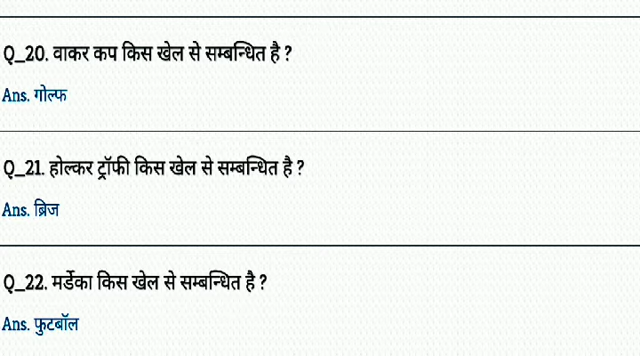 Q_20. वाकर कप किस खेल से सम्बन्धित है ?
Ans. गोल्फ
Q_21. होल्कर ट्रॉफी किस खेल से सम्बन्धित है ?
Ans. ब्रिज
Q_22. मर्डेका किस खेल से सम्बन्धित है ?
Ans. फुटबॉल